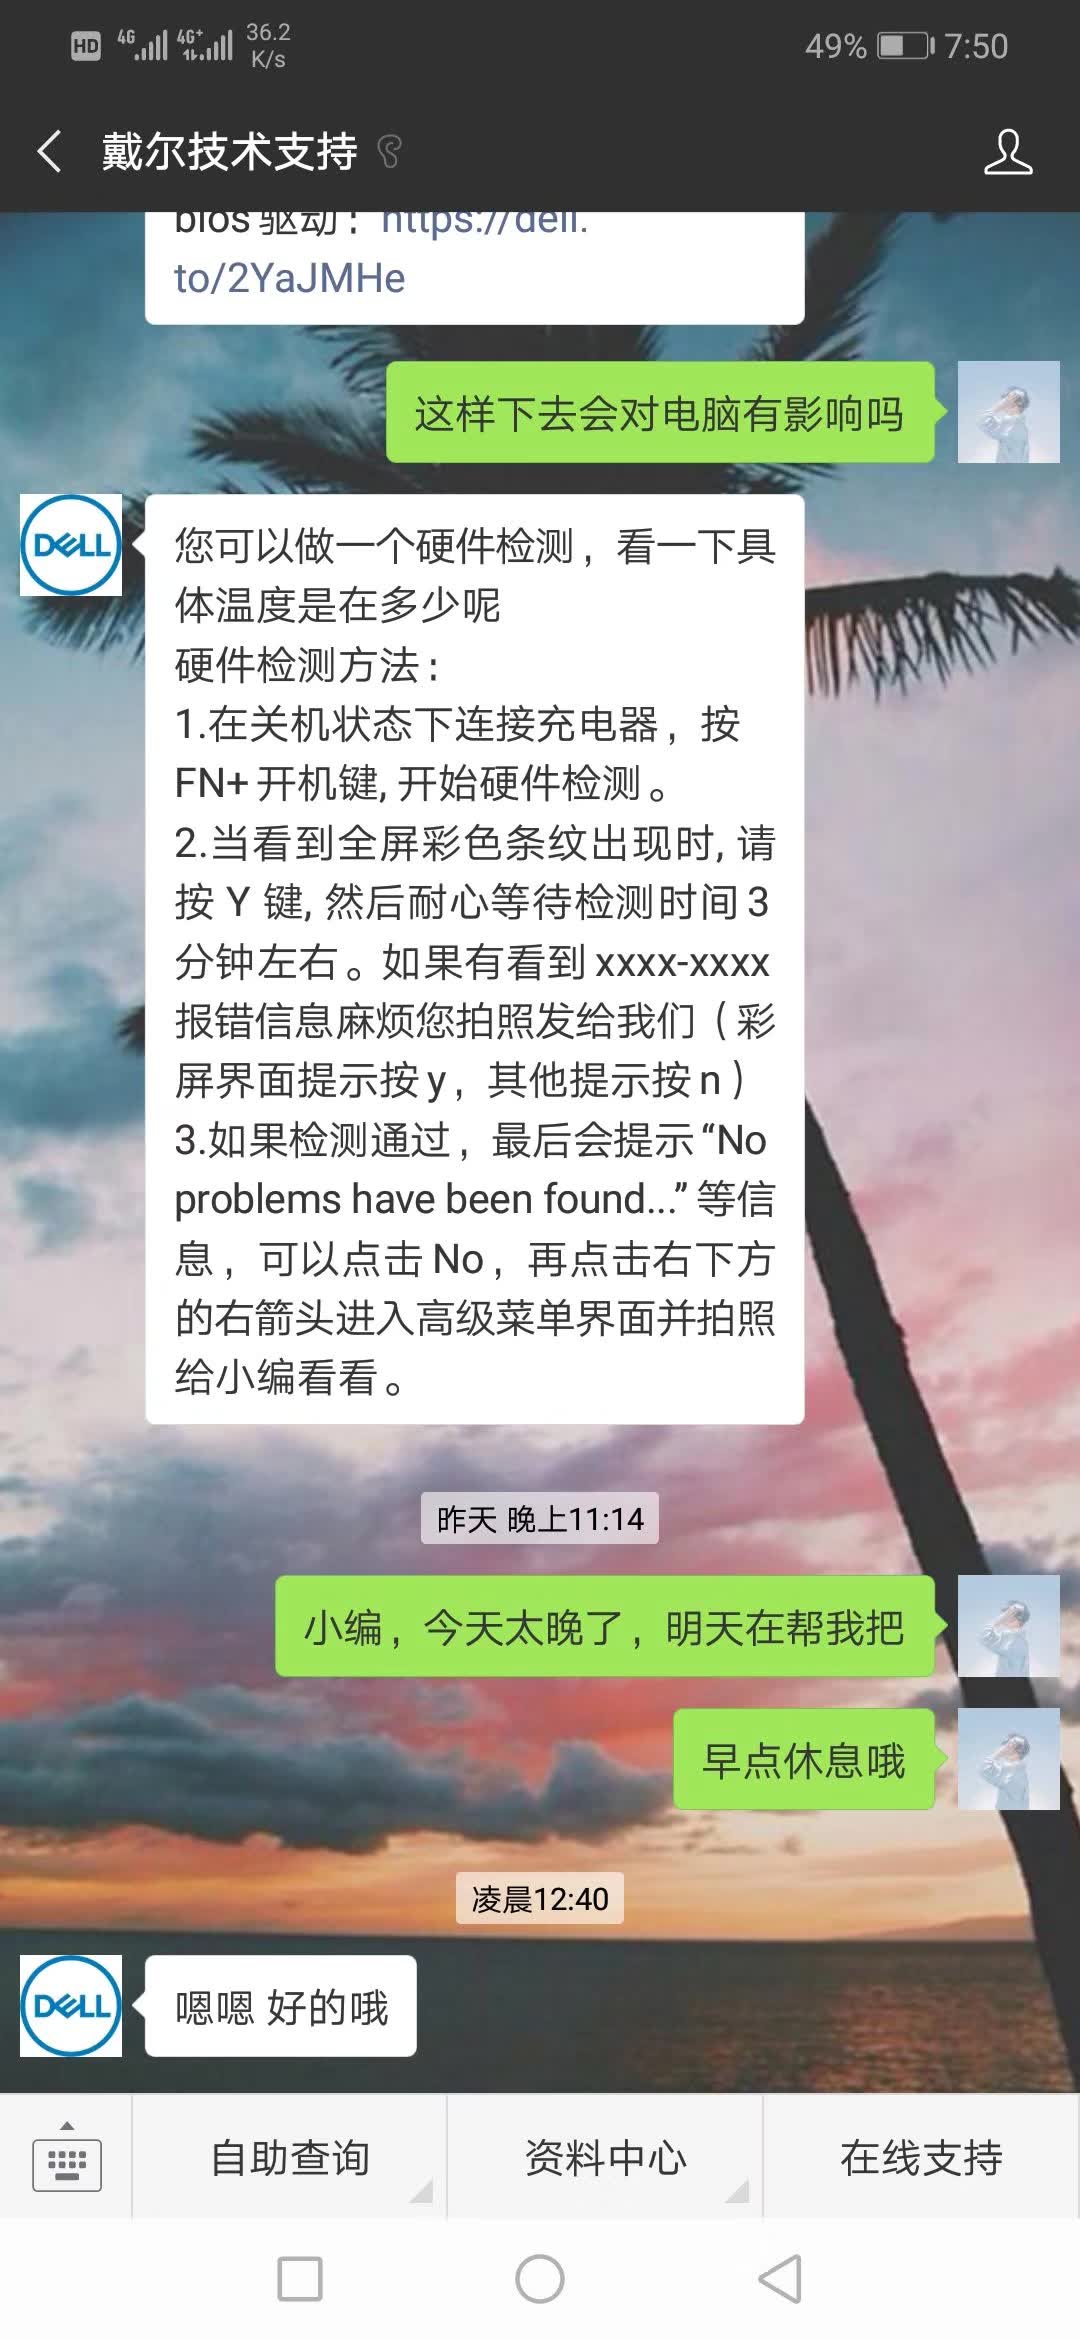 HD 4G 4G+ 36.2 K/s 49% 7:50
戴尔技术支持
bios 驱动：https://dell.
to/2YaJMHe
这样下去会对电脑有影响吗
DELL
您可以做一个硬件检测，看一下具
体温度是在多少呢
硬件检测方法：
1.在关机状态下连接充电器，按
FN+ 开机键, 开始硬件检测。
2.当看到全屏彩色条纹出现时, 请
按 Y 键, 然后耐心等待检测时间 3
分钟左右。如果有看到 xxxx-xxxx
报错信息麻烦您拍照发给我们（彩
屏界面提示按 y，其他提示按 n）
3.如果检测通过，最后会提示 “No
problems have been found...” 等信
息，可以点击 No，再点击右下方
的右箭头进入高级菜单界面并拍照
给小编看看。
昨天 晚上11:14
小编，今天太晚了，明天在帮我把
早点休息哦
凌晨12:40
DELL
嗯嗯 好的哦
自助查询 资料中心 在线支持